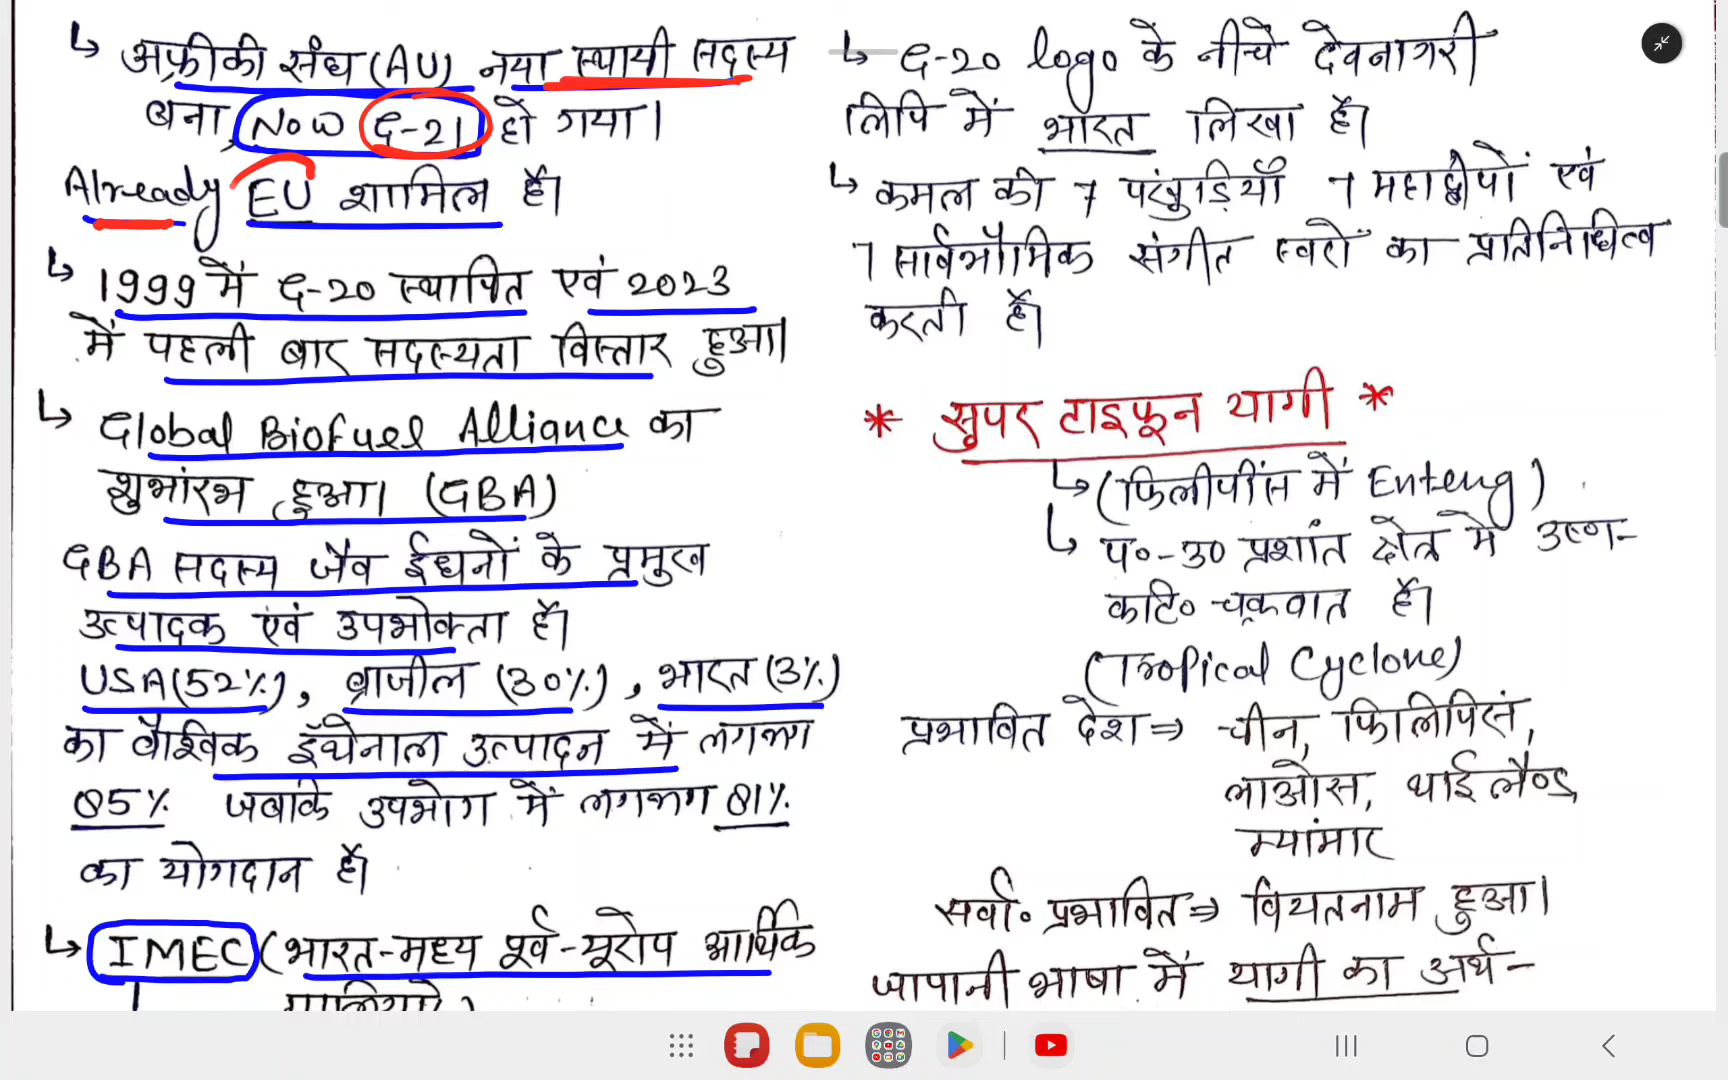 ↳ अफ्रीकी संघ (AU) नया स्थायी सदस्य
बना, Now G-21 हो गया।
Already EU शामिल है।
↳ 1999 में G-20 स्थापित एवं 2023
में पहली बार सदस्यता विस्तार हुआ।
↳ Global BioFuel Alliance का
शुभांरभ हुआ। (GBA)
GBA सदस्य जैव ईधनों के प्रमुख
उत्पादक एंव उपभोक्ता है।
USA (52%), ब्राजील (30%), भारत (3%)
का वैश्विक इथेनाल उत्पादन में लगभग
85% जबकि उपभोग में लगभग 81%
का योगदान है।
↳ IMEC (भारत-मध्य पूर्व-यूरोप आर्थिक
↳ G-20 logo के नीचे देवनागरी
लिपि में भारत लिखा है।
↳ कमल की 7 पंखुड़ियाँ 7 महाद्वीपों एवं
7 सार्वभौमिक संगीत स्वरों का प्रतिनिधित्व
करती है।
* सुपर टाइफून यागी *
↳ (फिलीपींस में Enteng)
↳ प०-उ० प्रशांत क्षेत्र में उष्ण-
कटि० चक्रवात है।
(Tropical Cyclone)
प्रभावित देश ⇒ चीन, फिलिपिंस,
लाओस, थाईलैण्ड,
म्यांमार
सर्वा० प्रभावित ⇒ वियतनाम हुआ।
जापानी भाषा में यागी का अर्थ -